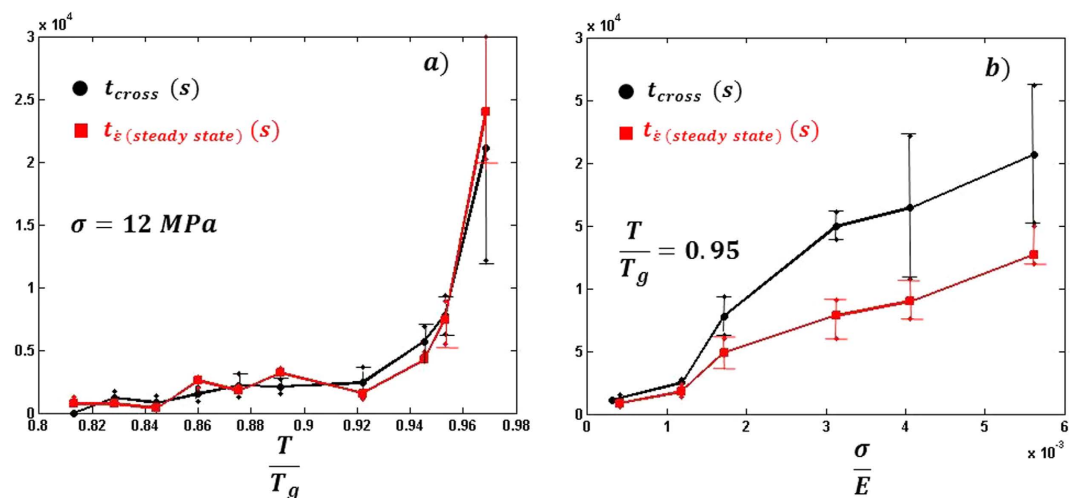 x 10⁴
3
2.5
2
1.5
1
0.5
0
0.8
0.82
0.84
0.86
0.88
0.9
0.92
0.94
0.96
0.98
a)
t_cross (s)
t_ε̇ (steady state) (s)
σ = 12 MPa
T
T_g
x 10⁴
3
5
2
5
1
5
0
0
1
2
3
4
5
6
x 10⁻³
b)
t_cross (s)
t_ε̇ (steady state) (s)
T
T_g = 0.95
σ
E